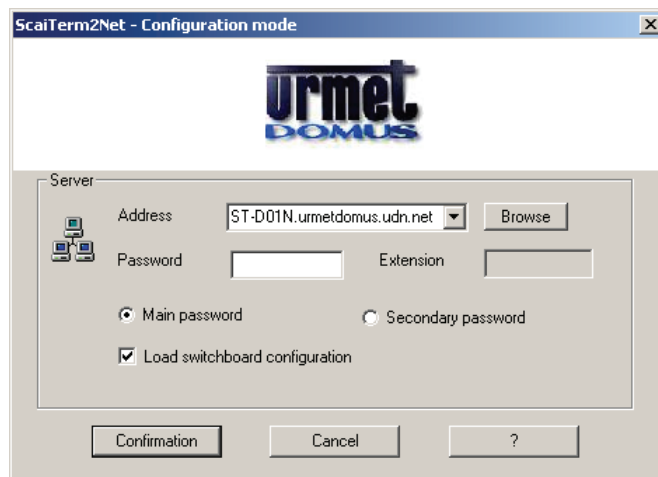 ScaiTerm2Net - Configuration mode
urmet
DOMUS
Server
Address ST-D01N.urmetdomus.udn.net Browse
Password Extension
Main password Secondary password
Load switchboard configuration
Confirmation Cancel ?